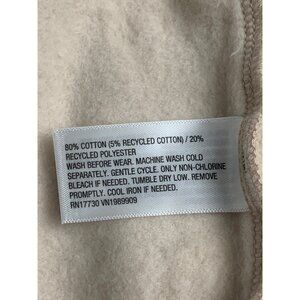 80% COTTON (5% RECYCLED COTTON) / 20%
RECYCLED POLYESTER
WASH BEFORE WEAR. MACHINE WASH COLD
SEPARATELY. GENTLE CYCLE. ONLY NON-CHLORINE
BLEACH IF NEEDED. TUMBLE DRY LOW. REMOVE
PROMPTLY. COOL IRON IF NEEDED.
RN17730 VN1989909